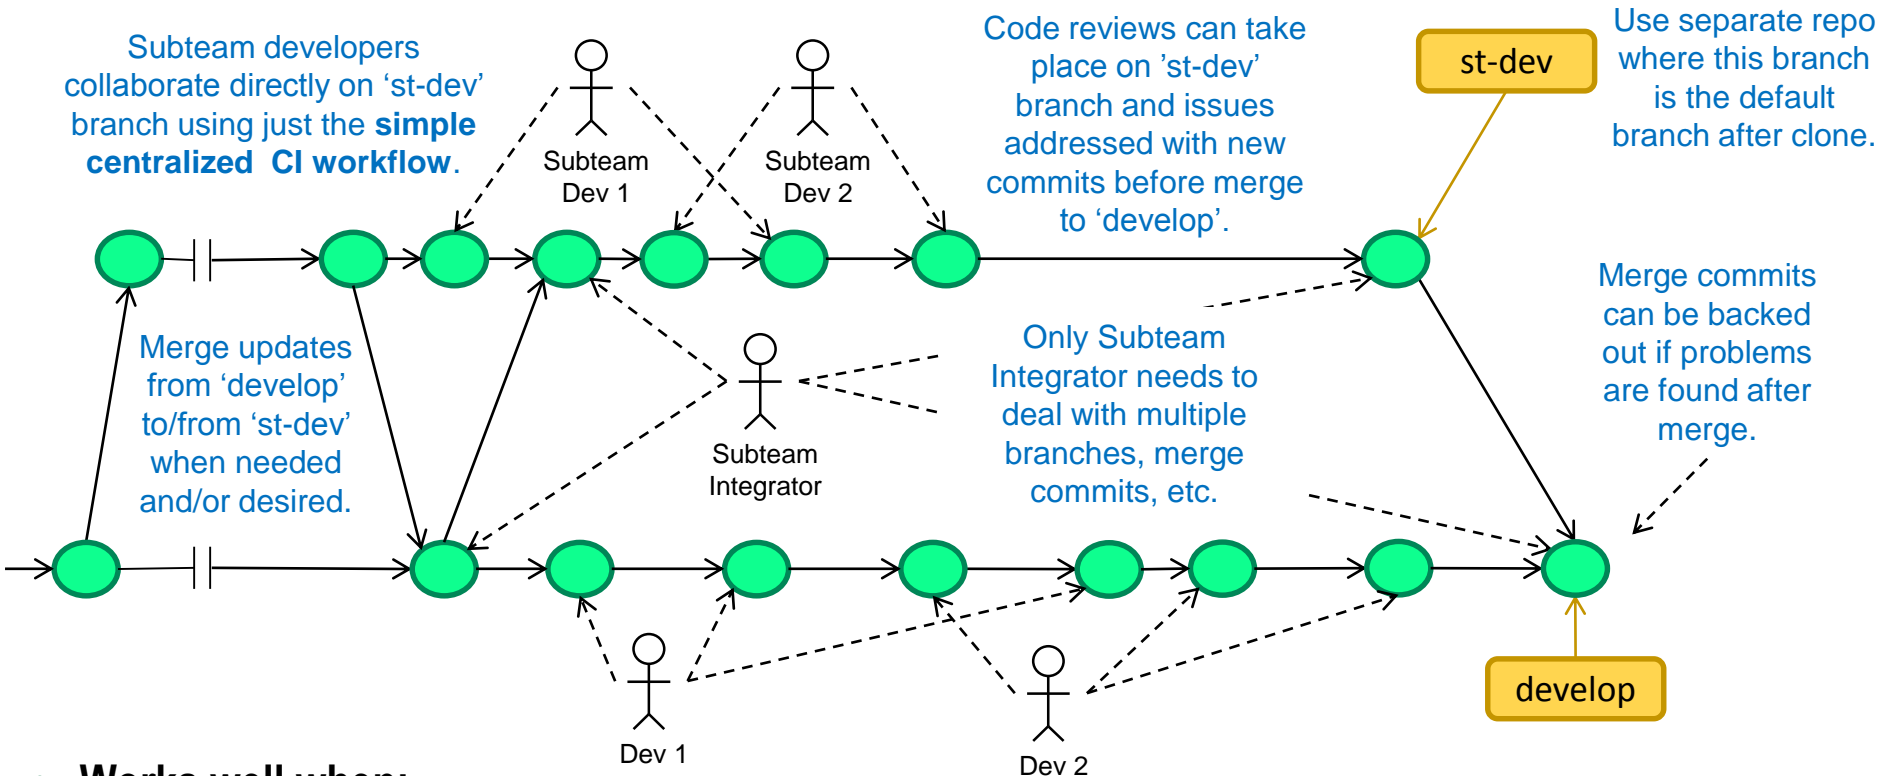 Subteam developers
collaborate directly on ‘st-dev’
branch using just the simple
centralized CI workflow.
Subteam
Dev 1
Subteam
Dev 2
Code reviews can take
place on ’st-dev’
branch and issues
addressed with new
commits before merge
to ‘develop’.
st-dev
Use separate repo
where this branch
is the default
branch after clone.
Merge updates
from ‘develop’
to/from ‘st-dev’
when needed
and/or desired.
Subteam
Integrator
Only Subteam
Integrator needs to
deal with multiple
branches, merge
commits, etc.
Merge commits
can be backed
out if problems
are found after
merge.
Dev 1
Dev 2
develop
Works well when: